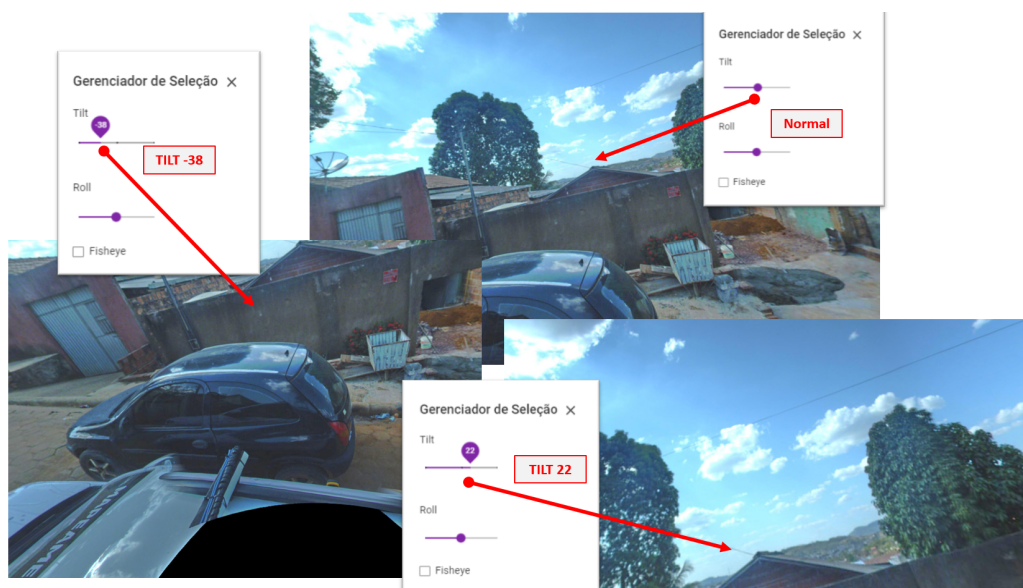 Gerenciador de Seleção ×
Tilt
-38
TILT -38
Roll
Fisheye
Gerenciador de Seleção ×
Tilt
Normal
Roll
Fisheye
Gerenciador de Seleção ×
Tilt
22
TILT 22
Roll
Fisheye